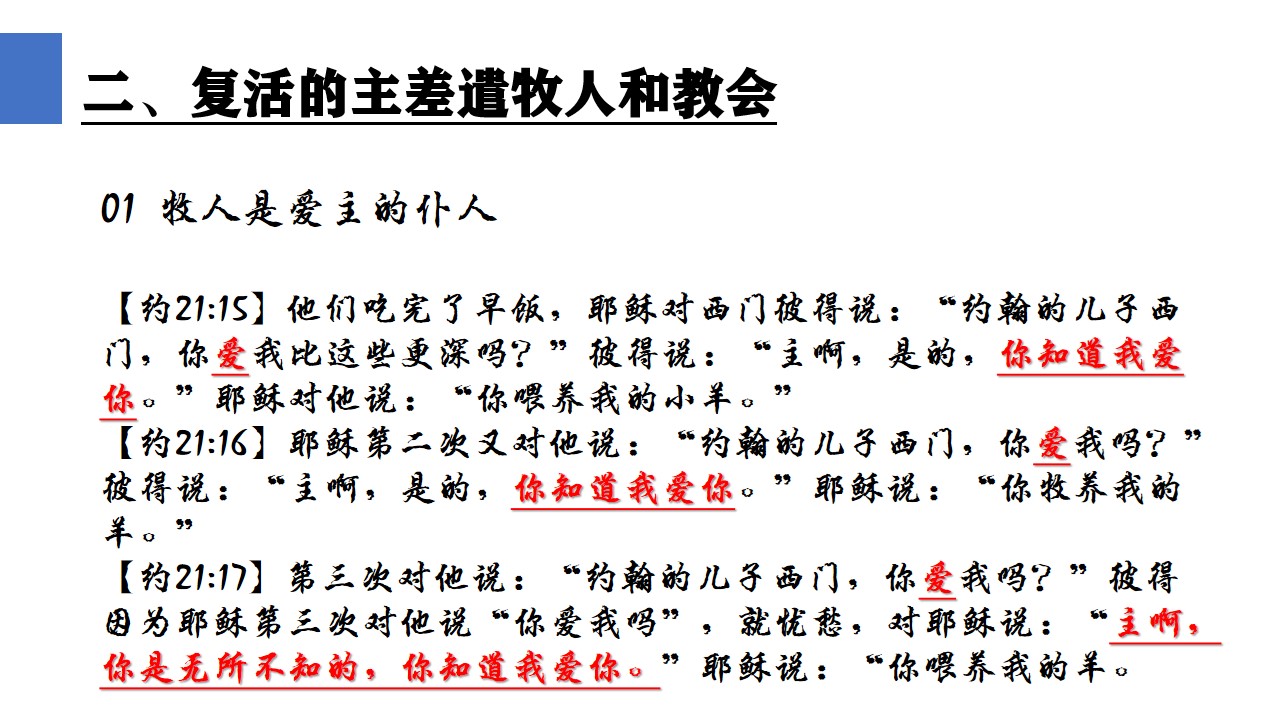 二、复活的主差遣牧人和教会
01 牧人是爱主的仆人
【约21:15】他们吃完了早饭，耶稣对西门彼得说：“约翰的儿子西
门，你爱我比这些更深吗？”彼得说：“主啊，是的，你知道我爱
你。”耶稣对他说：“你喂养我的小羊。”
【约21:16】耶稣第二次又对他说：“约翰的儿子西门，你爱我吗？”
彼得说：“主啊，是的，你知道我爱你。”耶稣说：“你牧养我的
羊。”
【约21:17】第三次对他说：“约翰的儿子西门，你爱我吗？”彼得
因为耶稣第三次对他说“你爱我吗”，就忧愁，对耶稣说：“主啊，
你是无所不知的，你知道我爱你。”耶稣说：“你喂养我的羊。